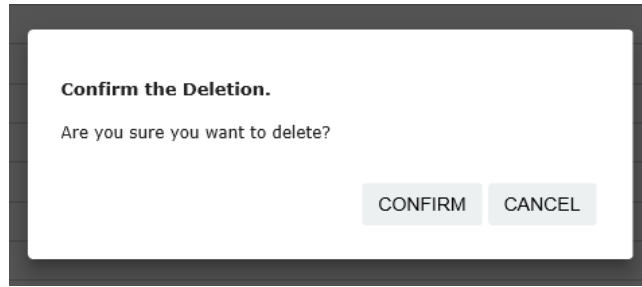 Confirm the Deletion.
Are you sure you want to delete?
CONFIRM CANCEL